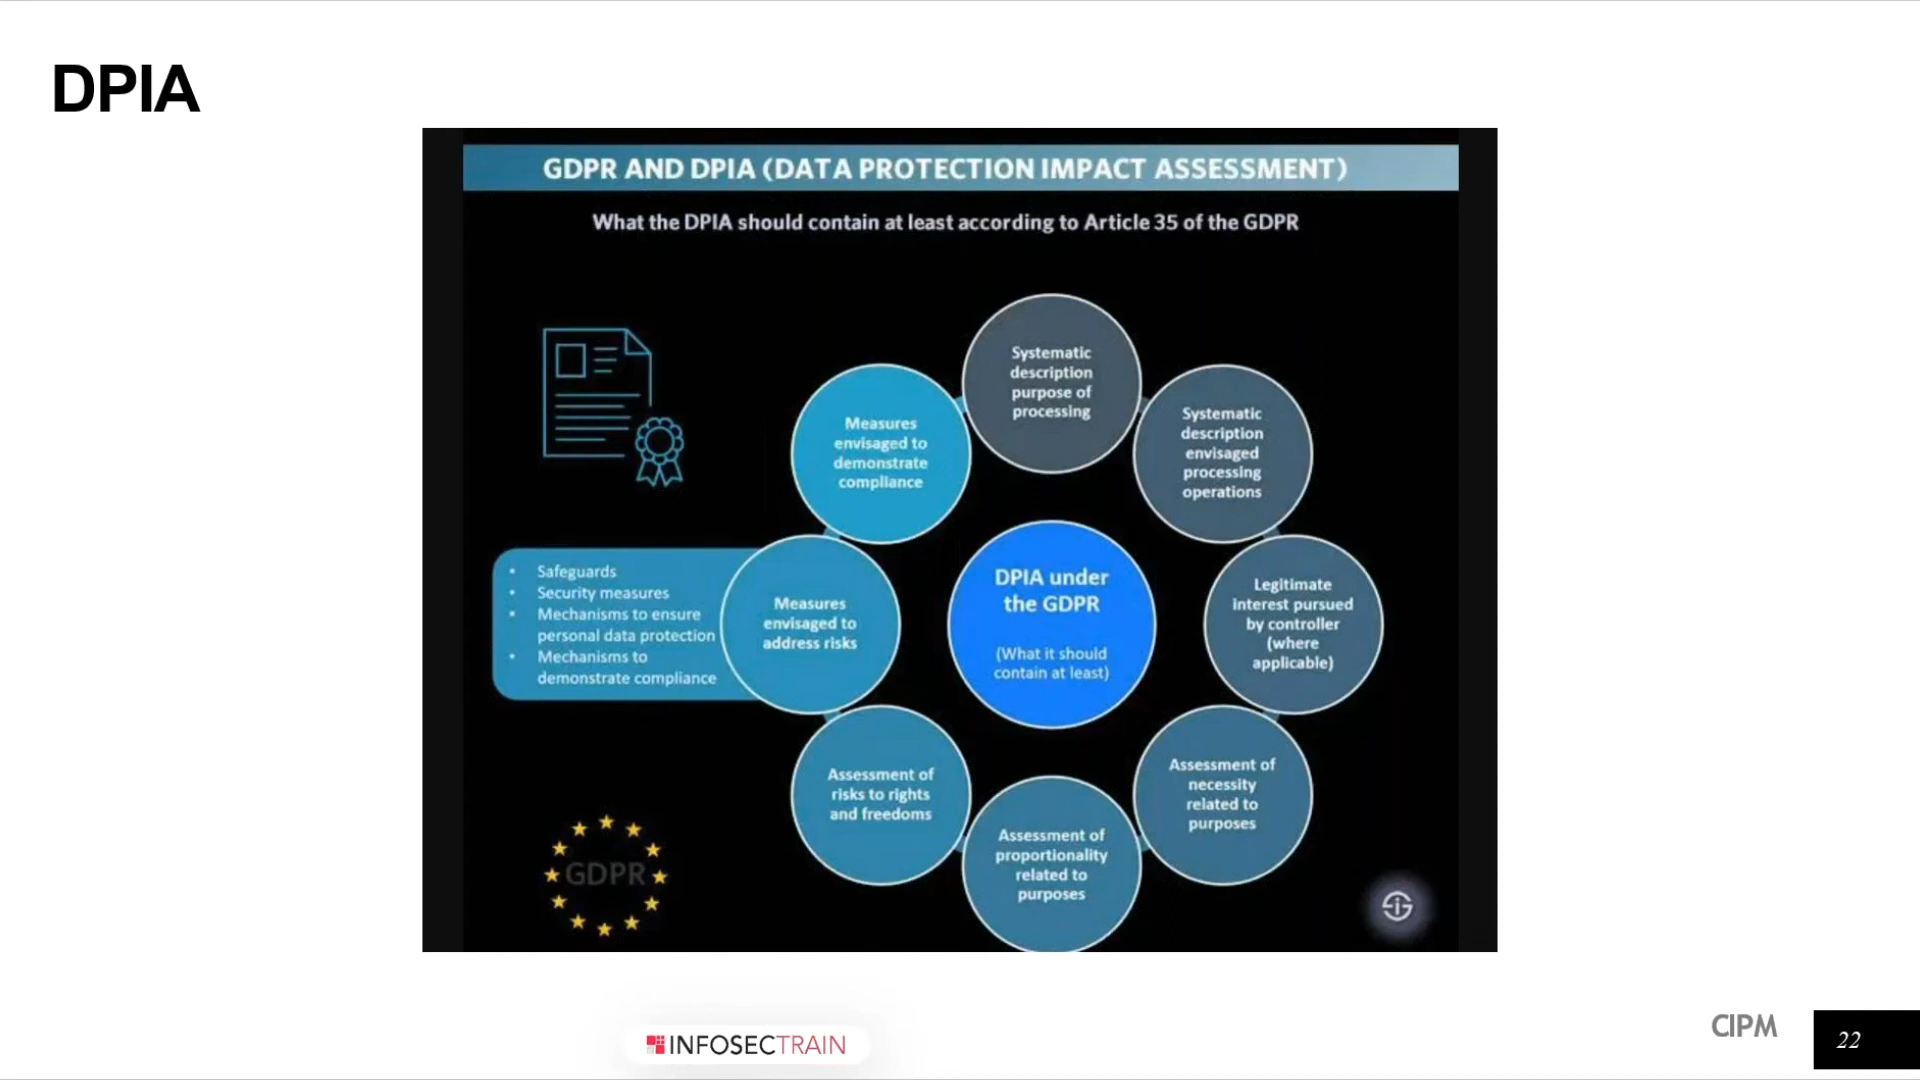 DPIA
GDPR AND DPIA (DATA PROTECTION IMPACT ASSESSMENT)
What the DPIA should contain at least according to Article 35 of the GDPR
Systematic
description
purpose of
processing
Systematic
description
envisaged
processing
operations
Legitimate
interest pursued
by controller
(where
applicable)
Assessment of
necessity
related to
purposes
Assessment of
proportionality
related to
purposes
Assessment of
risks to rights
and freedoms
Measures
envisaged to
address risks
• Safeguards
• Security measures
• Mechanisms to ensure
personal data protection
• Mechanisms to
demonstrate compliance
Measures
envisaged to
demonstrate
compliance
DPIA under
the GDPR
(What it should
contain at least)
GDPR
INFOSECTRAIN
CIPM
22